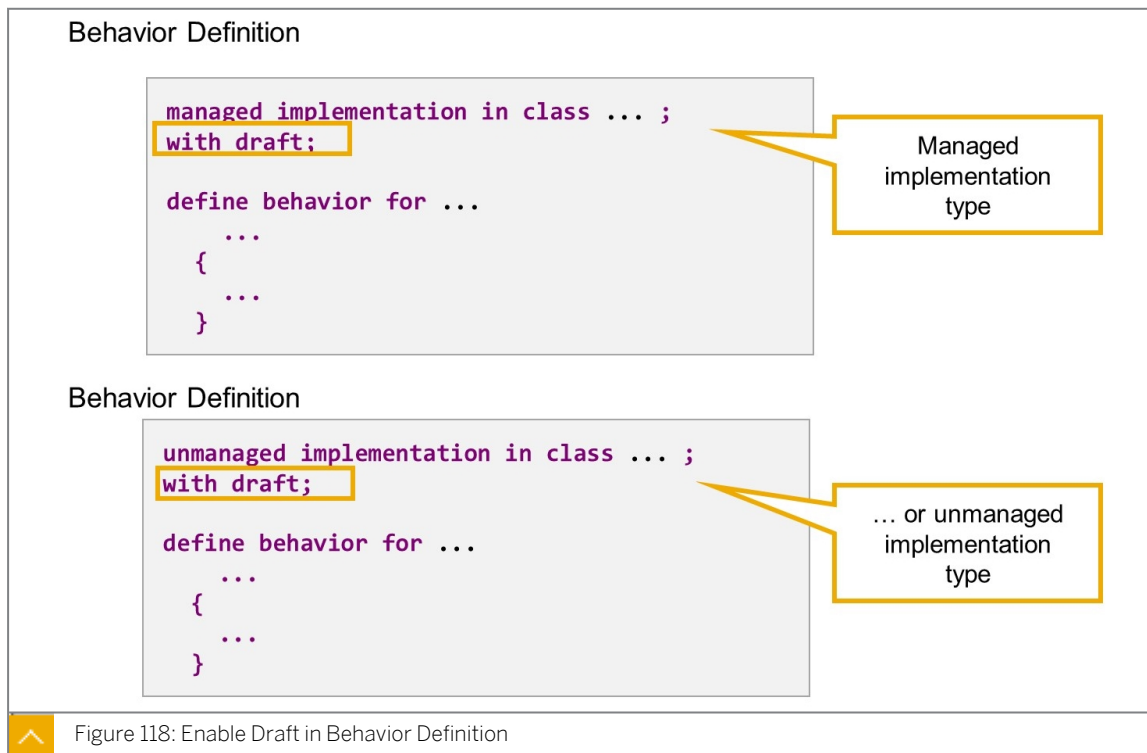 Behavior Definition
managed implementation in class ... ;
with draft;
define behavior for ...
...
{
...
}
Managed
implementation
type
Behavior Definition
unmanaged implementation in class ... ;
with draft;
define behavior for ...
...
{
...
}
... or unmanaged
implementation
type
Figure 118: Enable Draft in Behavior Definition